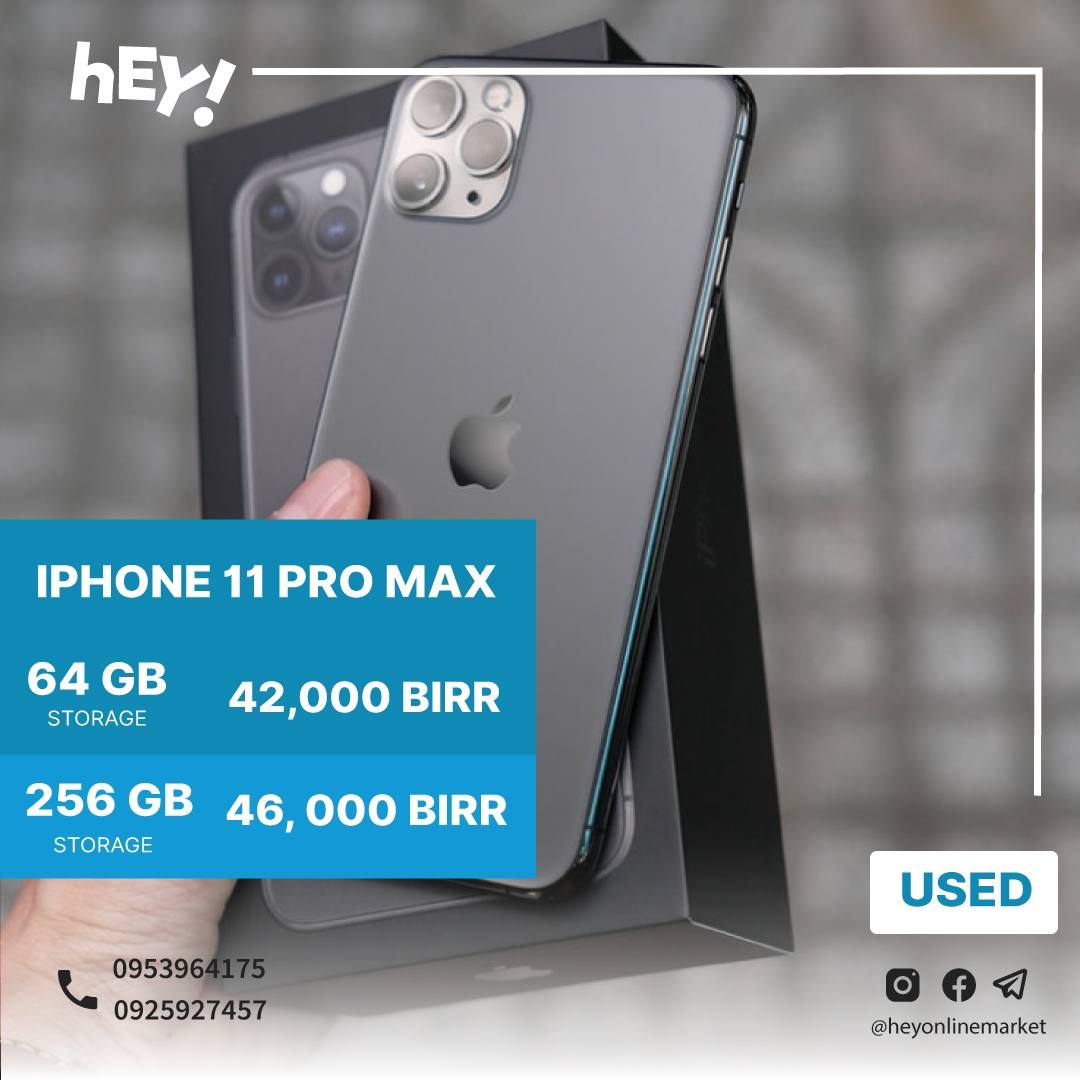 hEY!
IPHONE 11 PRO MAX
64 GB
STORAGE
42,000 BIRR
256 GB
STORAGE
46, 000 BIRR
USED
0953964175
0925927457
@heyonlinemarket